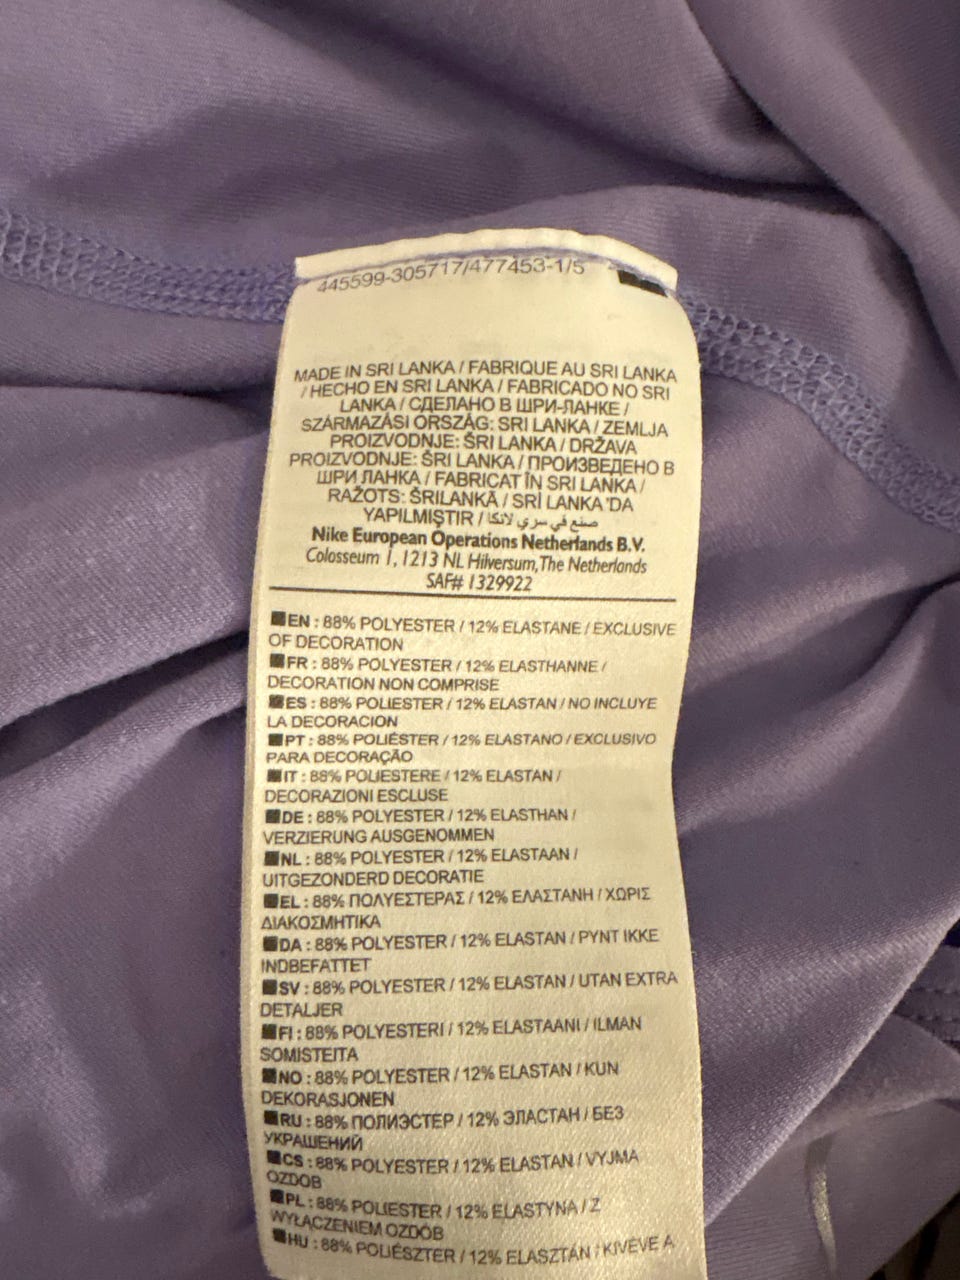 445599-305717/477453-1/5
MADE IN SRI LANKA / FABRIQUE AU SRI LANKA
/ HECHO EN SRI LANKA / FABRICADO NO SRI
LANKA / СДЕЛАНО В ШРИ-ЛАНКЕ /
SZÁRMAZÁSI ORSZÁG: SRI LANKA / ZEMLJA
PROIZVODNJE: ŠRI LANKA / DRŽAVA
PROIZVODNJE: ŠRI LANKA / ПРОИЗВЕДЕНО В
ШРИ ЛАНКА / FABRICAT ÎN SRI LANKA /
RAŽOTS: ŠRILANKĀ / SRİ LANKA 'DA
YAPILMIŞTIR / صنع في سري لانكا
Nike European Operations Netherlands B.V.
Colosseum 1, 1213 NL Hilversum, The Netherlands
SAF# 1329922
EN : 88% POLYESTER / 12% ELASTANE / EXCLUSIVE
OF DECORATION
FR : 88% POLYESTER / 12% ELASTHANNE /
DECORATION NON COMPRISE
ES : 88% POLIESTER / 12% ELASTAN / NO INCLUYE
LA DECORACION
PT : 88% POLIÉSTER / 12% ELASTANO / EXCLUSIVO
PARA DECORAÇÃO
IT : 88% POLIESTERE / 12% ELASTAN /
DECORAZIONI ESCLUSE
DE : 88% POLYESTER / 12% ELASTHAN /
VERZIERUNG AUSGENOMMEN
NL : 88% POLYESTER / 12% ELASTAAN /
UITGEZONDERD DECORATIE
EL : 88% ΠΟΛΥΕΣΤΕΡΑΣ / 12% ΕΛΑΣΤΑΝΗ / ΧΩΡΙΣ
ΔΙΑΚΟΣΜΗΤΙΚΑ
DA : 88% POLYESTER / 12% ELASTAN / PYNT IKKE
INDBEFATTET
SV : 88% POLYESTER / 12% ELASTAN / UTAN EXTRA
DETALJER
FI : 88% POLYESTERI / 12% ELASTAANI / ILMAN
SOMISTEITA
NO : 88% POLYESTER / 12% ELASTAN / KUN
DEKORASJONEN
RU : 88% ПОЛИЭСТЕР / 12% ЭЛАСТАН / БЕЗ
УКРАШЕНИЙ
CS : 88% POLYESTER / 12% ELASTAN / VYJMA
OZDOB
PL : 88% POLIESTER / 12% ELASTYNA / Z
WYŁĄCZENIEM OZDÓB
HU : 88% POLIÉSZTER / 12% ELASZTÁN / KIVÉVE A